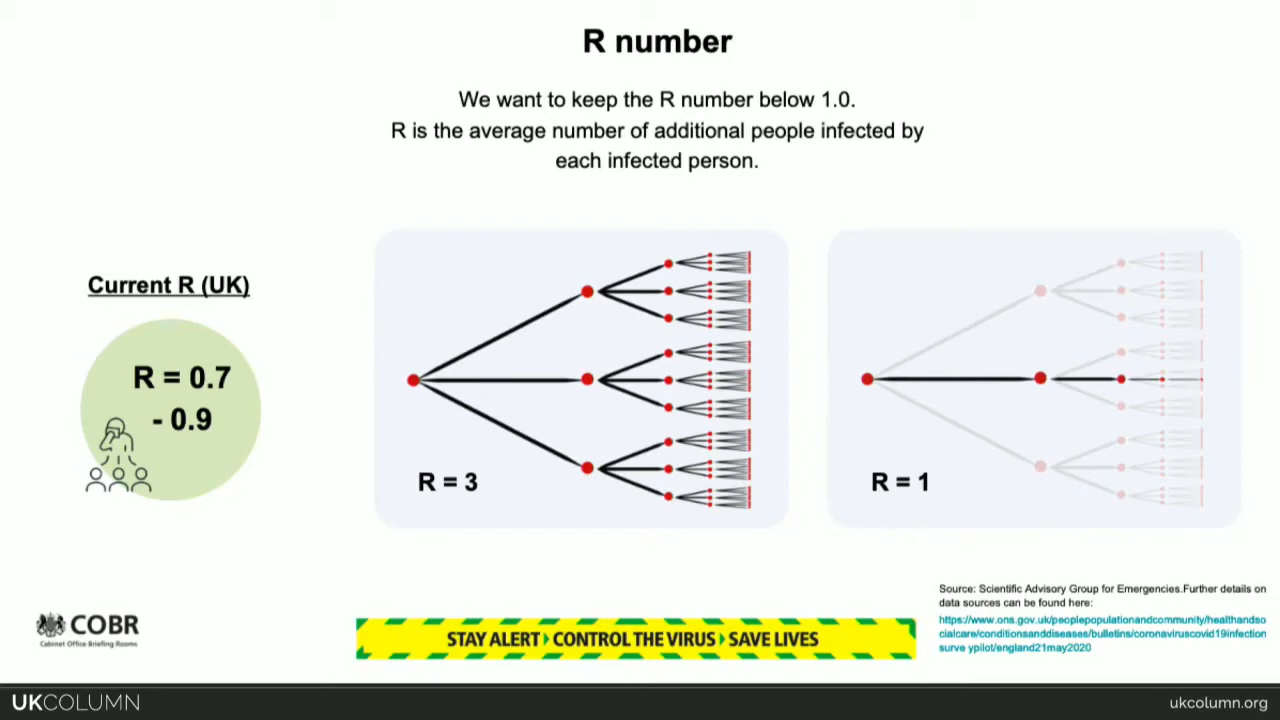 R number
We want to keep the R number below 1.0.
R is the average number of additional people infected by
each infected person.
Current R (UK)
R = 0.7
- 0.9
R = 3
R = 1
COBR
Cabinet Office Briefing Rooms
STAY ALERT CONTROL THE VIRUS SAVE LIVES
Source: Scientific Advisory Group for Emergencies.Further details on
data sources can be found here:
https://www.ons.gov.uk/peoplepopulationandcommunity/healthandso
cialcare/conditionsanddiseases/bulletins/coronaviruscovid19infection
surve ypilot/england21may2020
UKCOLUMN
ukcolumn.org